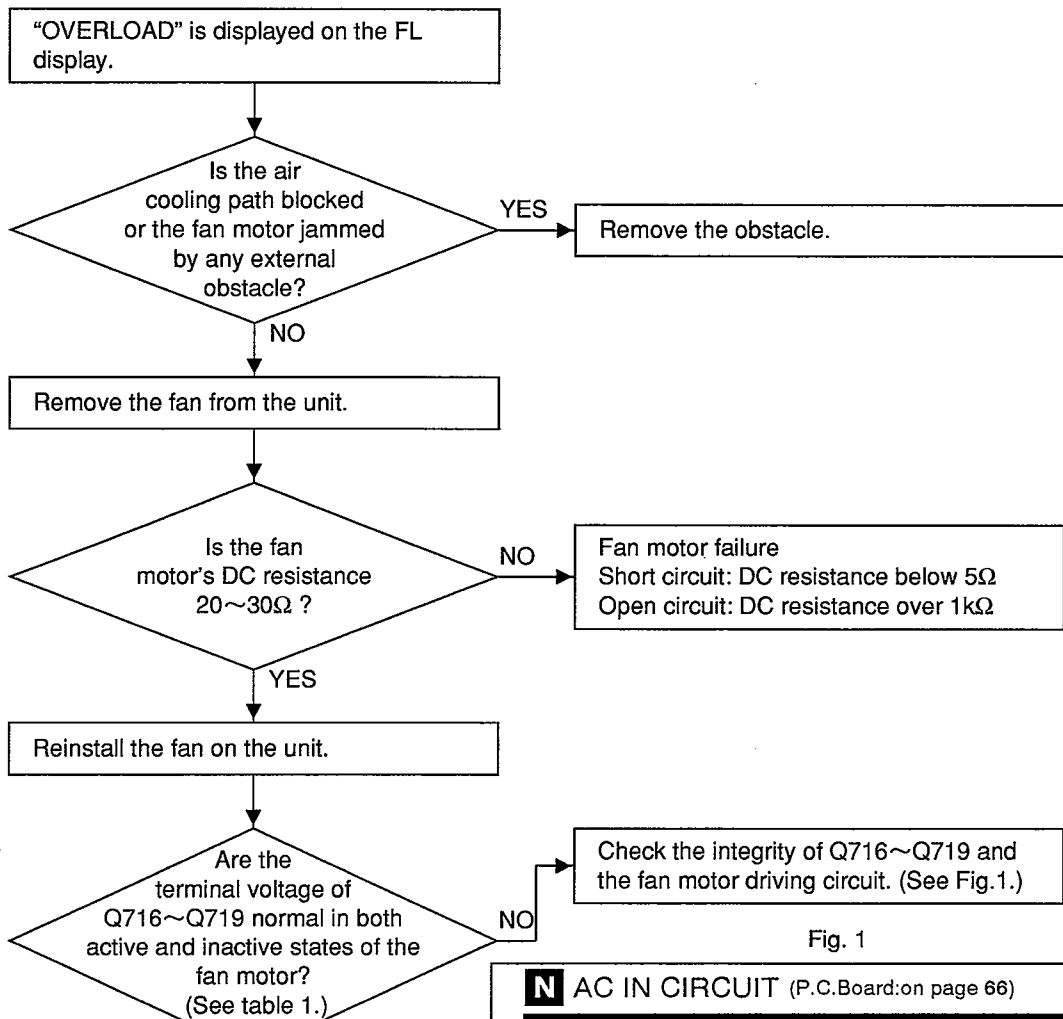 “OVERLOAD” is displayed on the FL
display.
Is the air
cooling path blocked
or the fan motor jammed
by any external
obstacle?
YES
Remove the obstacle.
NO
Remove the fan from the unit.
Is the fan
motor's DC resistance
20~30Ω ?
NO
Fan motor failure
Short circuit: DC resistance below 5Ω
Open circuit: DC resistance over 1kΩ
YES
Reinstall the fan on the unit.
Are the
terminal voltage of
Q716~Q719 normal in both
active and inactive states of the
fan motor?
(See table 1.)
NO
Check the integrity of Q716~Q719 and
the fan motor driving circuit. (See Fig.1.)
Fig. 1
N AC IN CIRCUIT (P.C.Board:on page 66)